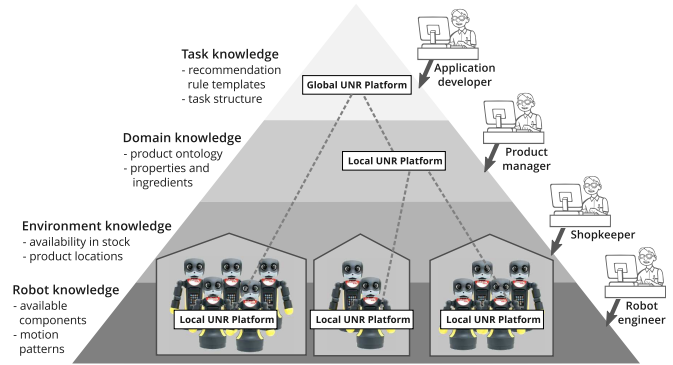 Task knowledge
- recommendation
rule templates
- task structure
Global UNR Platform
Application
developer
Domain knowledge
- product ontology
- properties and
ingredients
Local UNR Platform
Product
manager
Environment knowledge
- availability in stock
- product locations
Shopkeeper
Robot knowledge
- available
components
- motion
patterns
Local UNR Platform
Local UNR Platform
Local UNR Platform
Robot
engineer